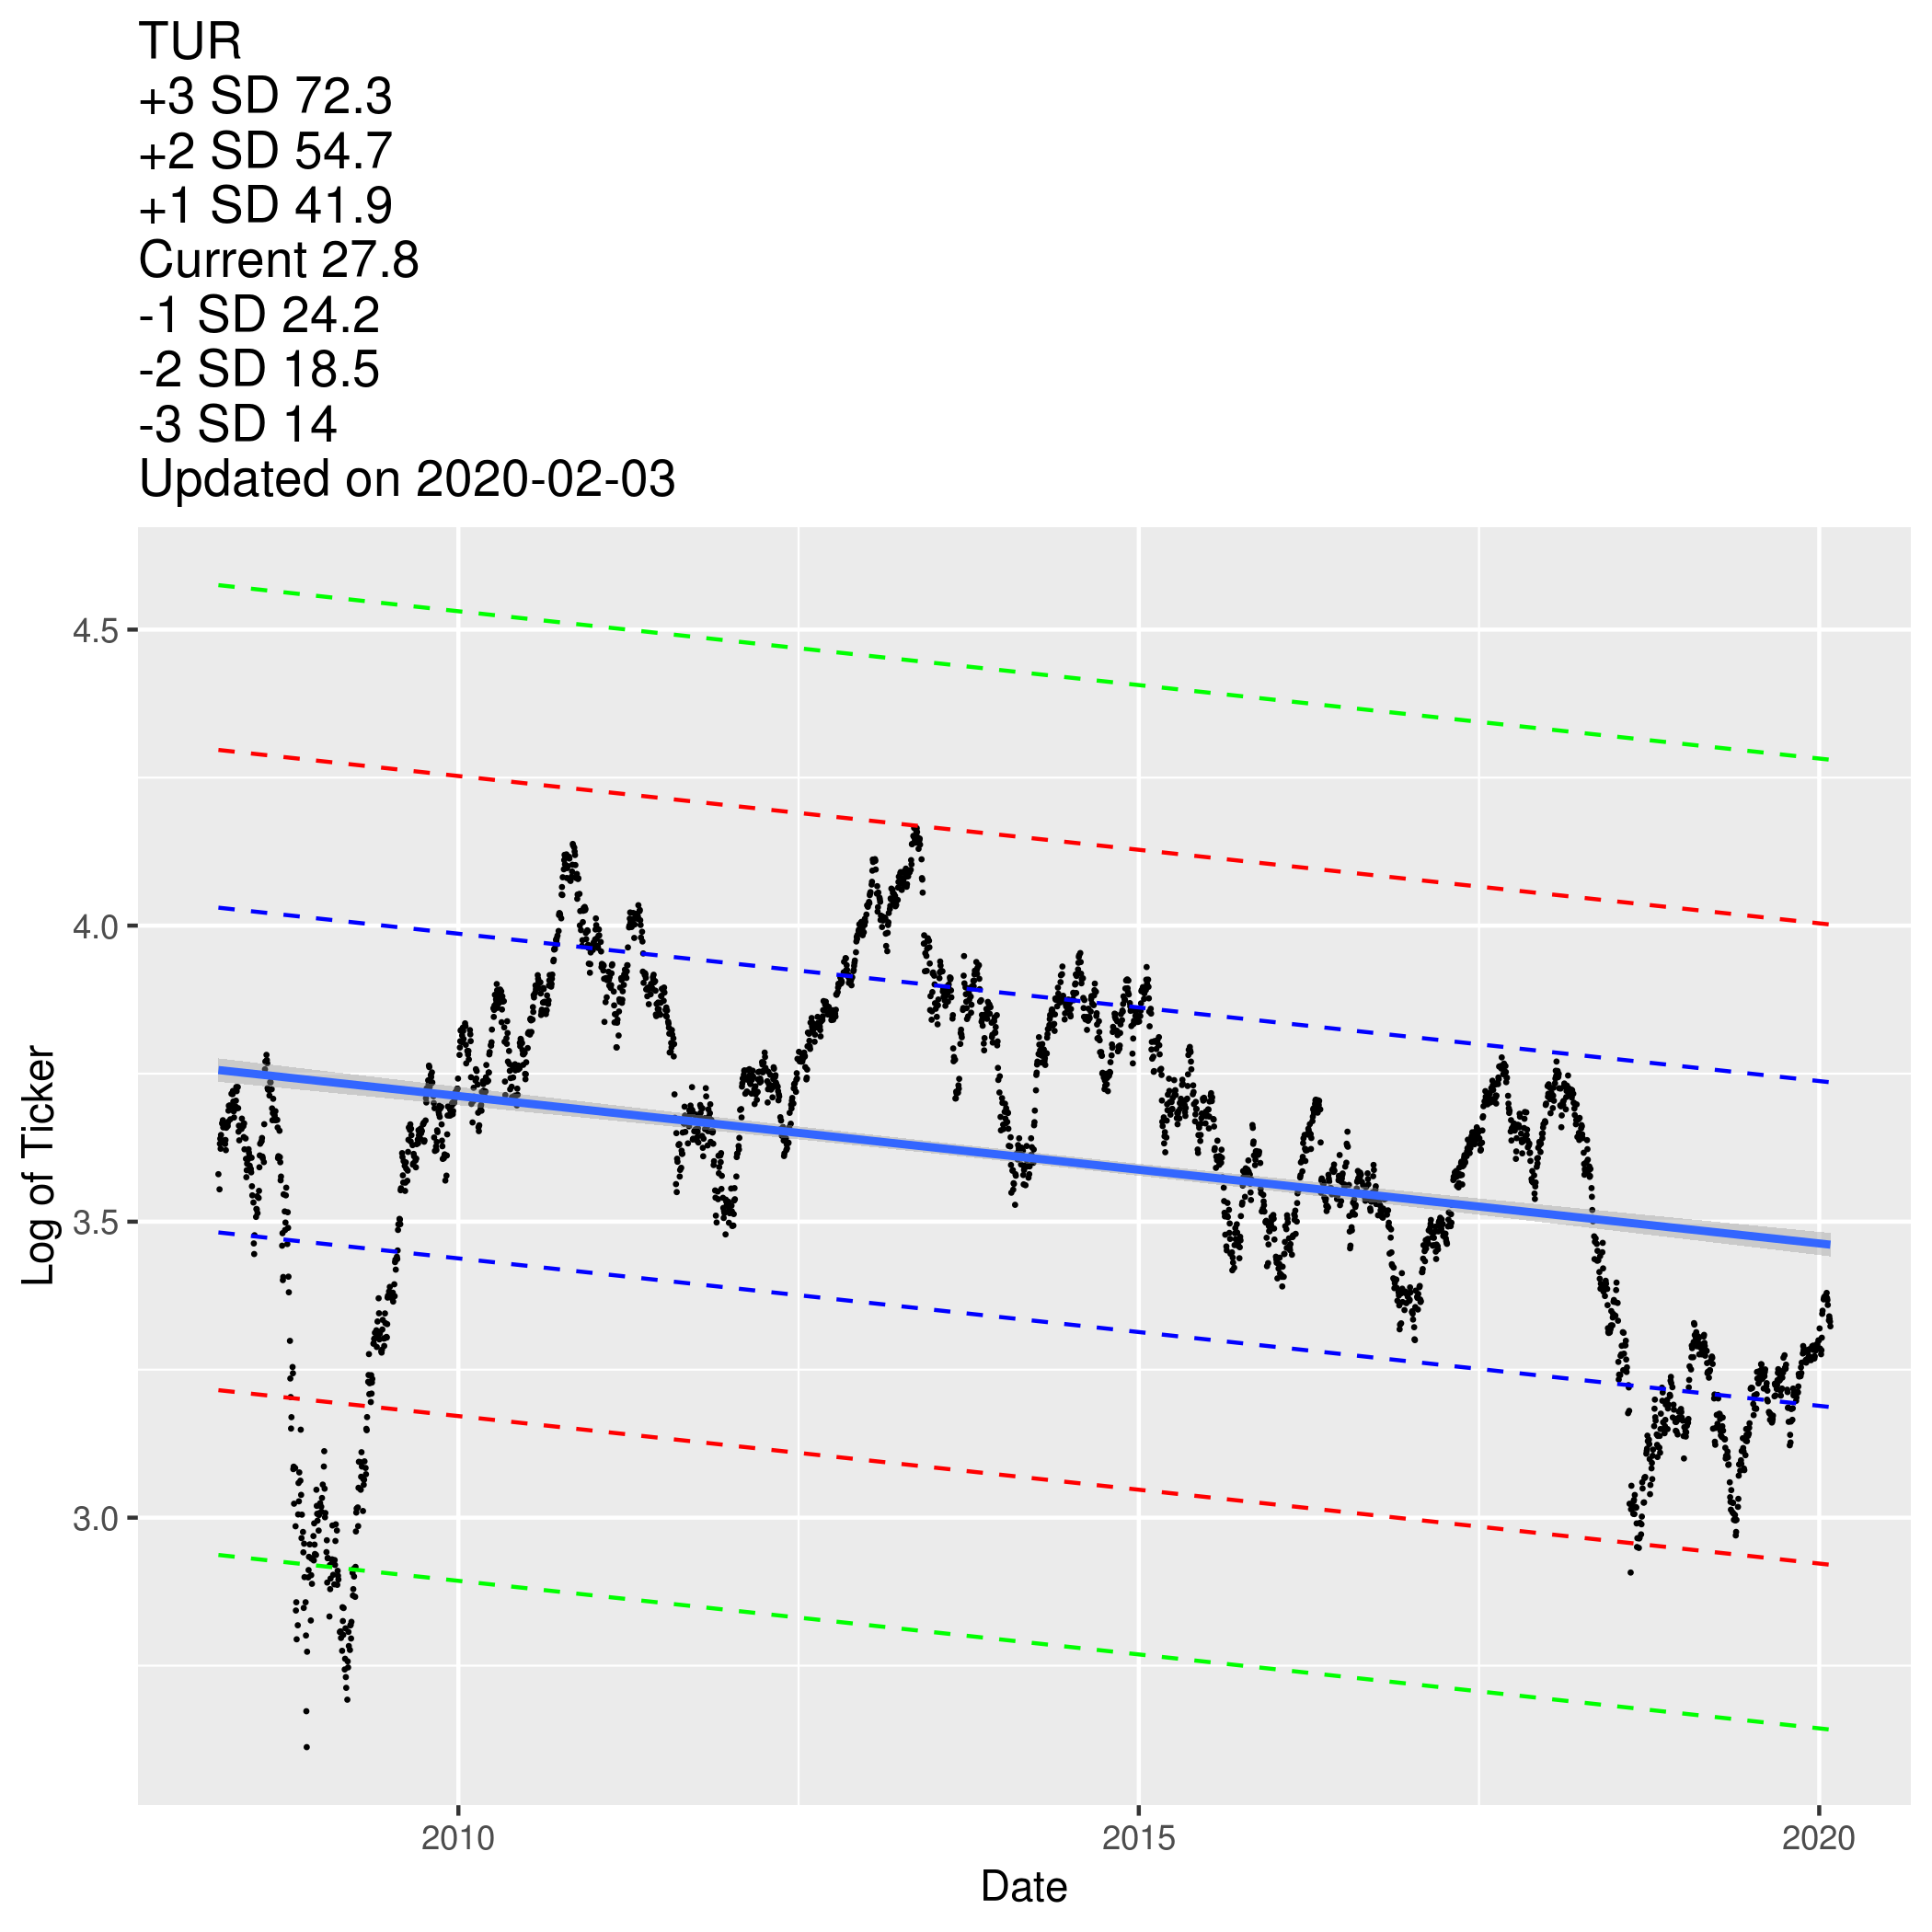 TUR
+3 SD 72.3
+2 SD 54.7
+1 SD 41.9
Current 27.8
-1 SD 24.2
-2 SD 18.5
-3 SD 14
Updated on 2020-02-03
4.5
4.0
3.5
3.0
Log of Ticker
2010
2015
2020
Date